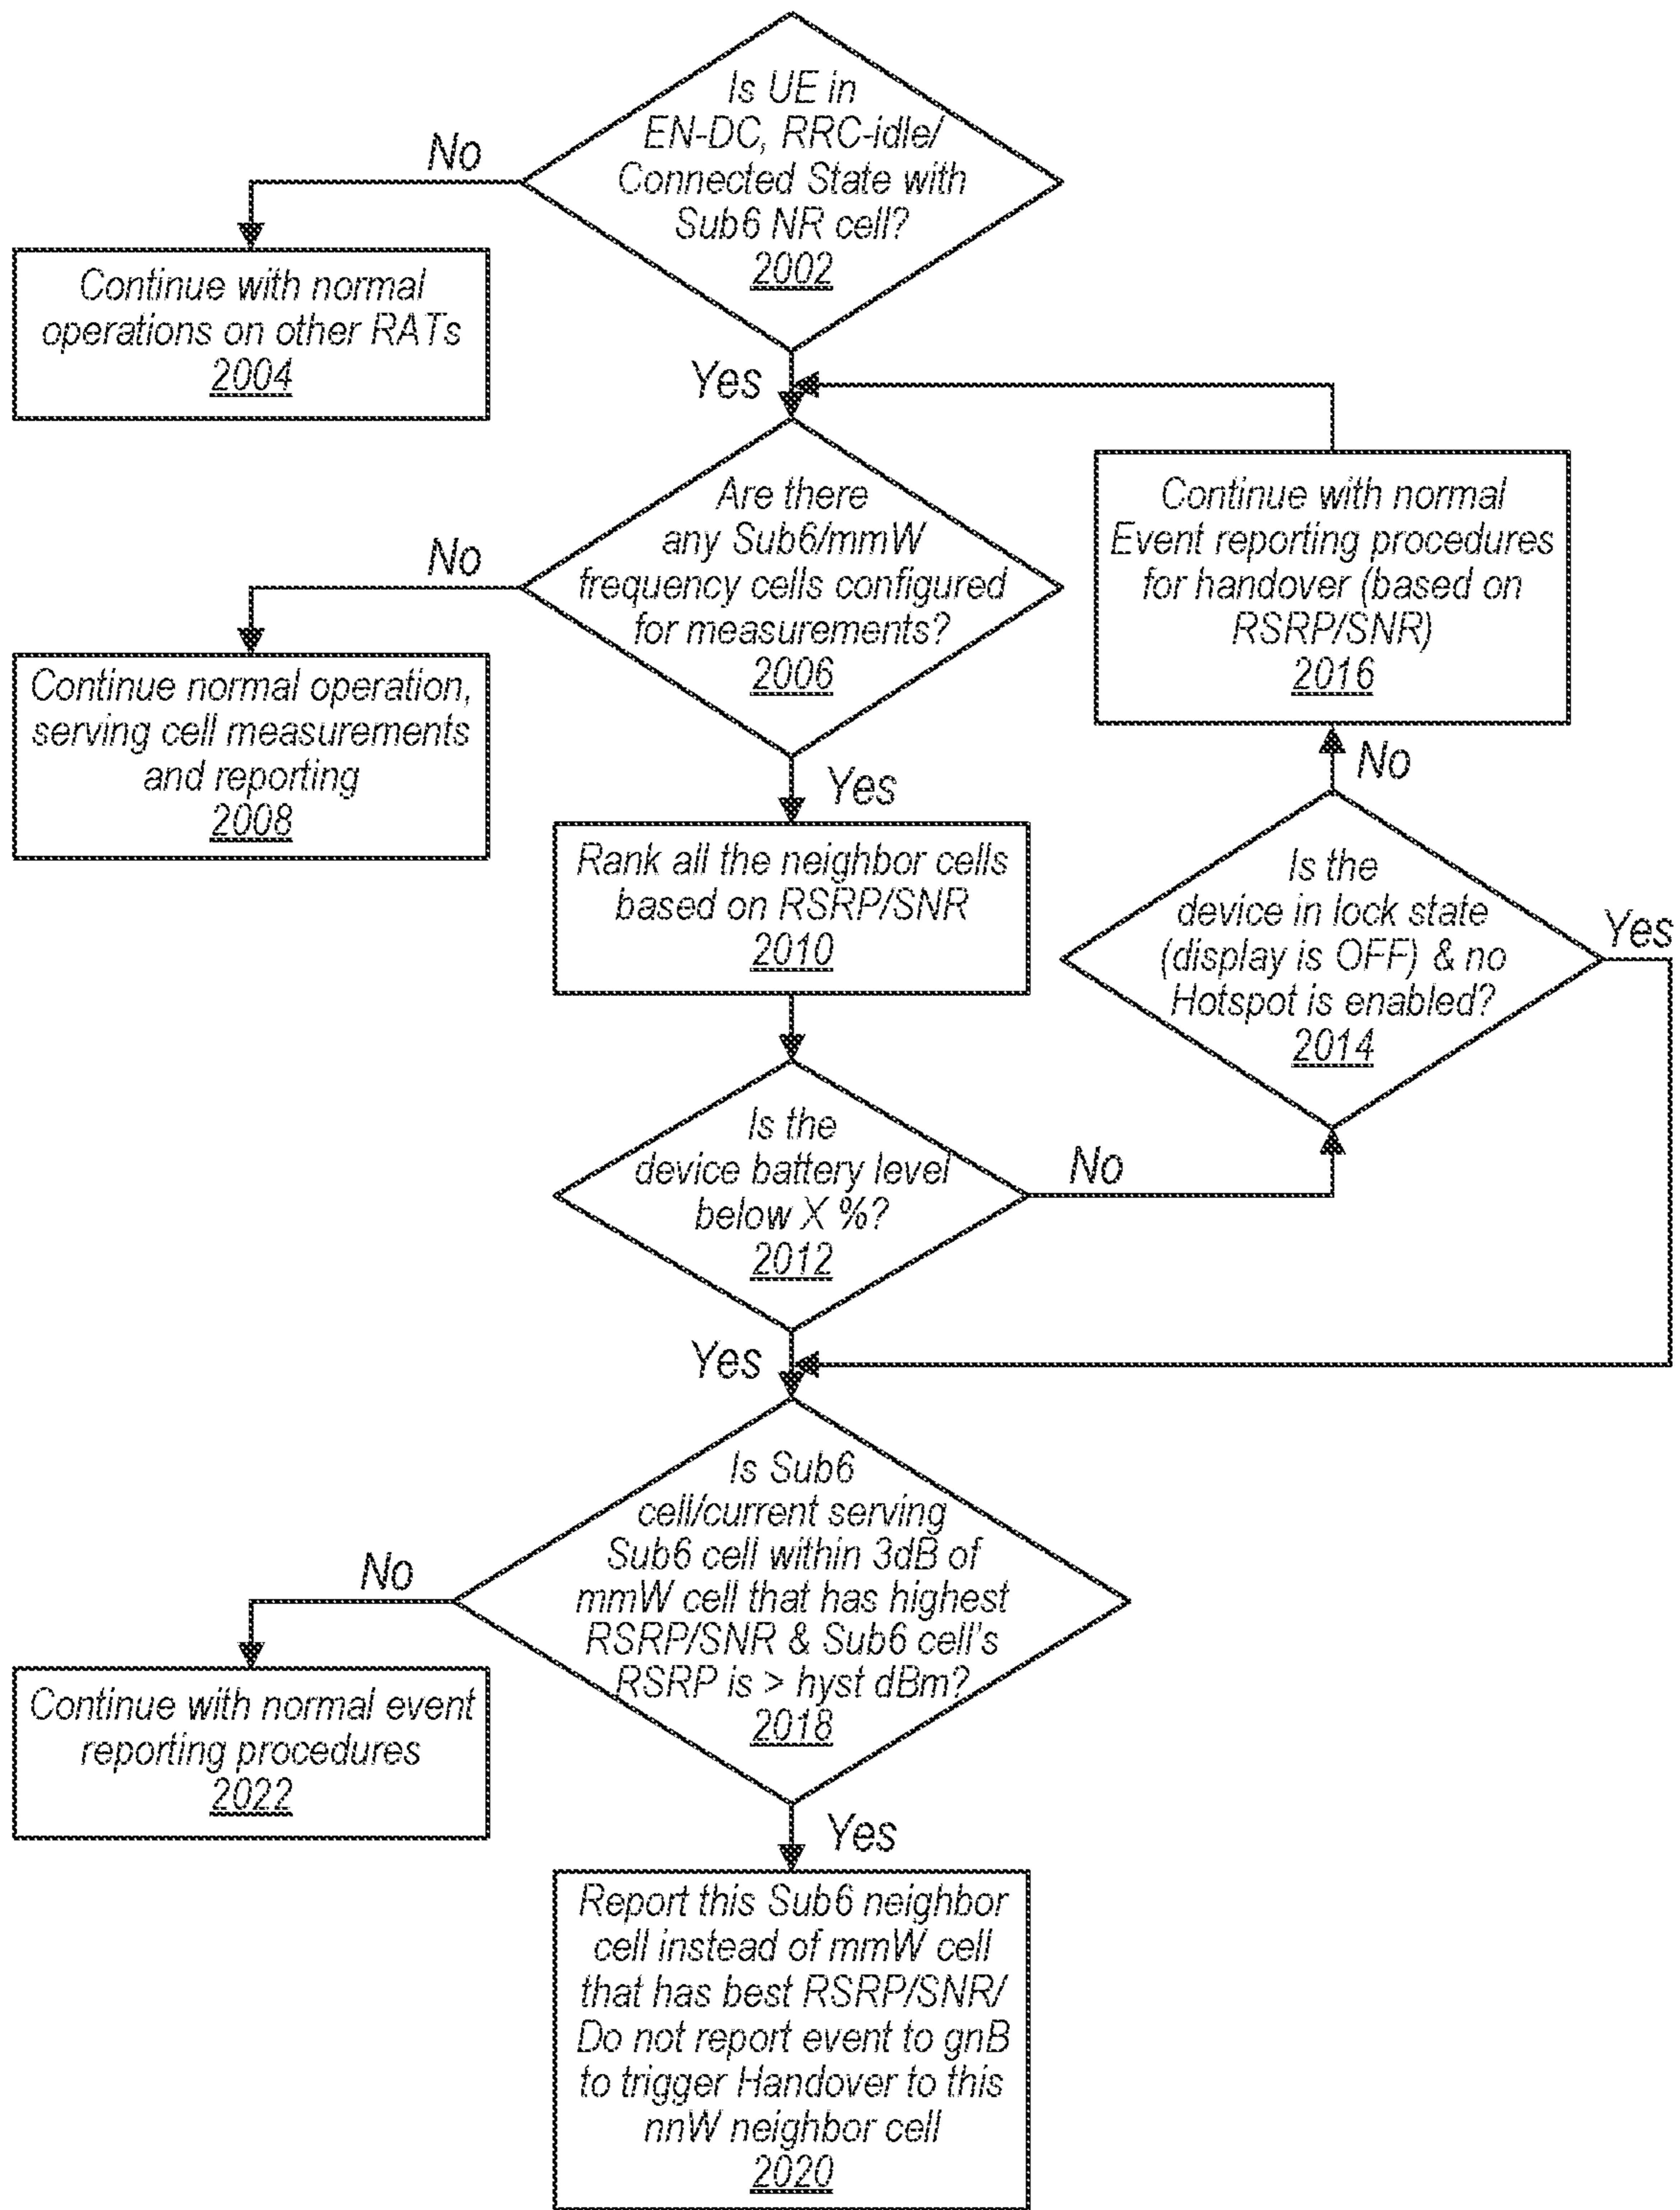 Is UE in
EN-DC, RRC-idle/
Connected State with
Sub6 NR cell?
2002
No
Continue with normal
operations on other RATs
2004
Yes
Are there
any Sub6/mmW
frequency cells configured
for measurements?
2006
No
Continue normal operation,
serving cell measurements
and reporting
2008
Yes
Rank all the neighbor cells
based on RSRP/SNR
2010
Is the
device battery level
below X %?
2012
No
Is the
device in lock state
(display is OFF) & no
Hotspot is enabled?
2014
No
Continue with normal
Event reporting procedures
for handover (based on
RSRP/SNR)
2016
Yes
Yes
Is Sub6
cell/current serving
Sub6 cell within 3dB of
mmW cell that has highest
RSRP/SNR & Sub6 cell's
RSRP is > hyst dBm?
2018
No
Continue with normal event
reporting procedures
2022
Yes
Report this Sub6 neighbor
cell instead of mmW cell
that has best RSRP/SNR/
Do not report event to gnB
to trigger Handover to this
nnW neighbor cell
2020